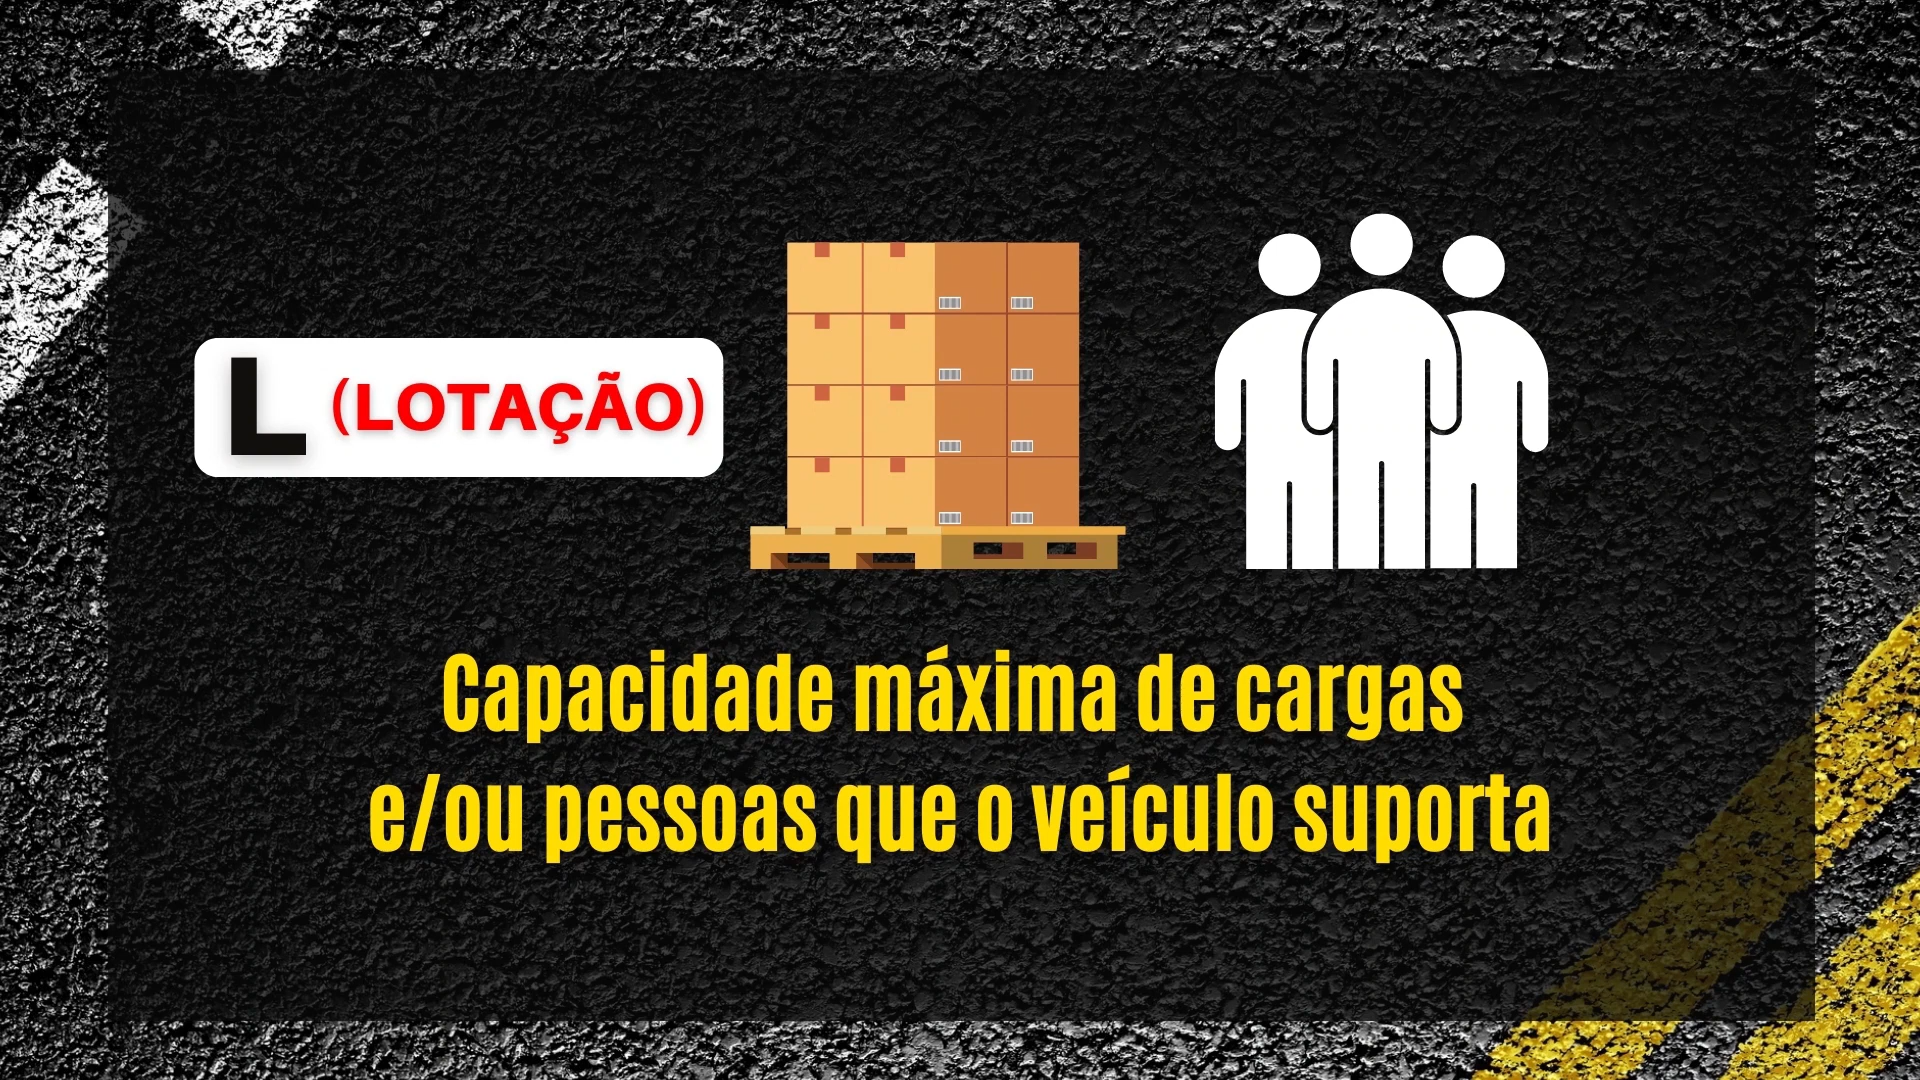 L (LOTAÇÃO)
Capacidade máxima de cargas
e/ou pessoas que o veículo suporta